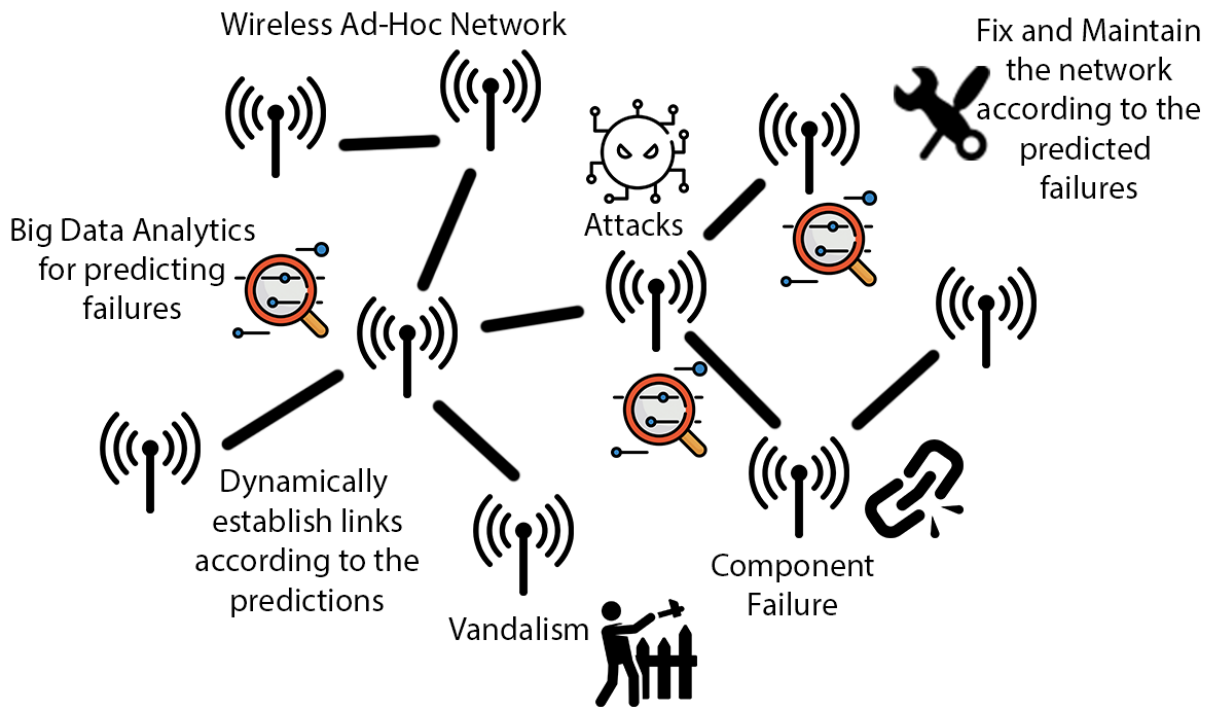 Wireless Ad-Hoc Network
Fix and Maintain
the network
according to the
predicted
failures
Attacks
Big Data Analytics
for predicting
failures
Dynamically
establish links
according to the
predictions
Component
Failure
Vandalism